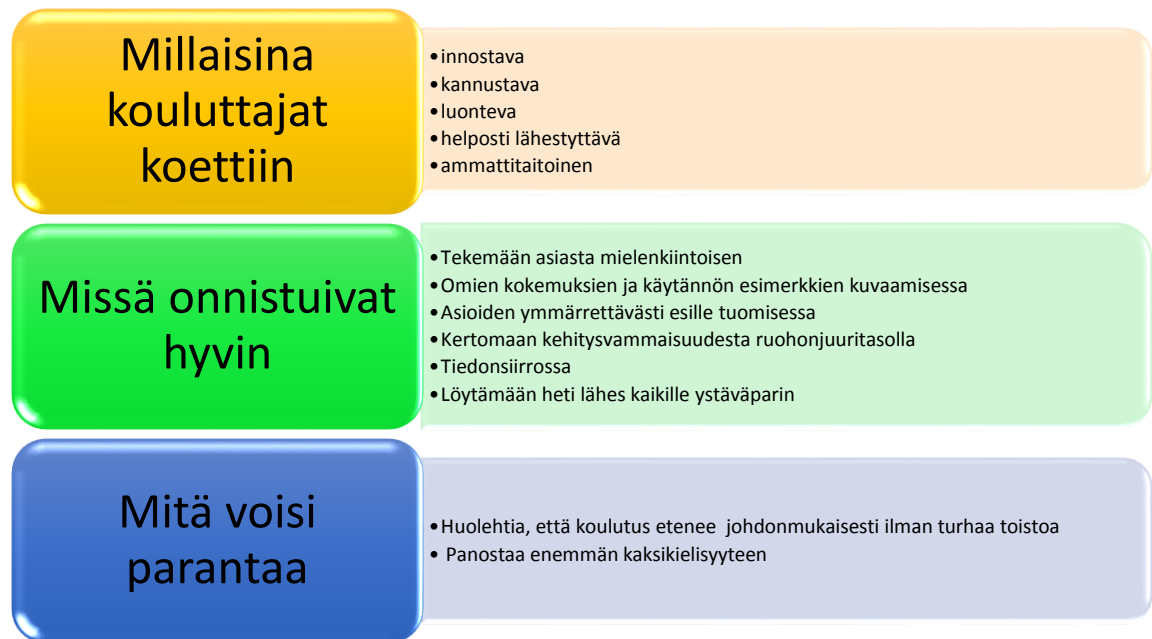 Millaisina
kouluttajat
koettiin
•innostava
•kannustava
•luonteva
•helposti lähestyttävä
•ammattitaitoinen
Missä onnistuivat
hyvin
•Tekemään asiasta mielenkiintoisen
•Omien kokemuksien ja käytännön esimerkkien kuvaamisessa
•Asioiden ymmärrettävästi esille tuomisessa
•Kertomaan kehitysvammaisuudesta ruohonjuuritasolla
•Tiedonsiirrossa
•Löytämään heti lähes kaikille ystäväparin
Mitä voisi
parantaa
•Huolehtia, että koulutus etenee johdonmukaisesti ilman turhaa toistoa
• Panostaa enemmän kaksikielisyyteen